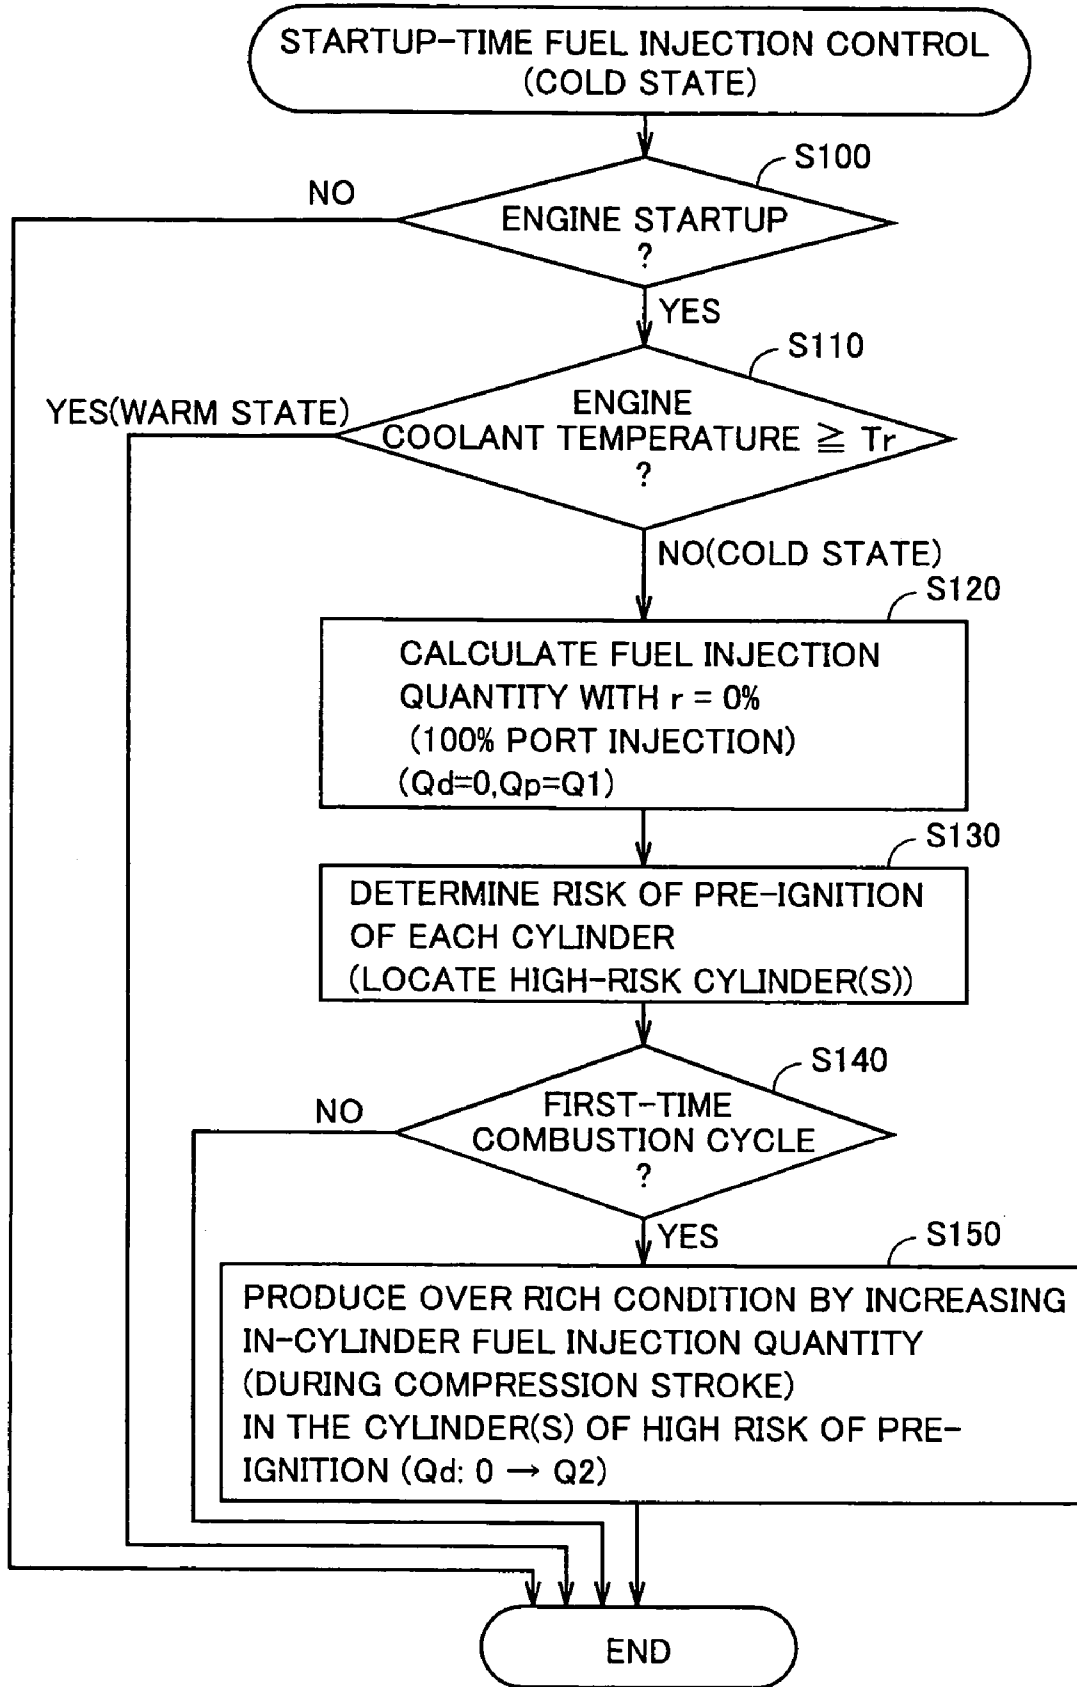 STARTUP-TIME FUEL INJECTION CONTROL
(COLD STATE)
S100
NO
ENGINE STARTUP
?
YES
S110
YES(WARM STATE)
ENGINE
COOLANT TEMPERATURE ≧ Tr
?
NO(COLD STATE)
S120
CALCULATE FUEL INJECTION
QUANTITY WITH r = 0%
(100% PORT INJECTION)
(Qd=0,Qp=Q1)
S130
DETERMINE RISK OF PRE-IGNITION
OF EACH CYLINDER
(LOCATE HIGH-RISK CYLINDER(S))
S140
NO
FIRST-TIME
COMBUSTION CYCLE
?
YES
S150
PRODUCE OVER RICH CONDITION BY INCREASING
IN-CYLINDER FUEL INJECTION QUANTITY
(DURING COMPRESSION STROKE)
IN THE CYLINDER(S) OF HIGH RISK OF PRE-
IGNITION (Qd: 0 → Q2)
END